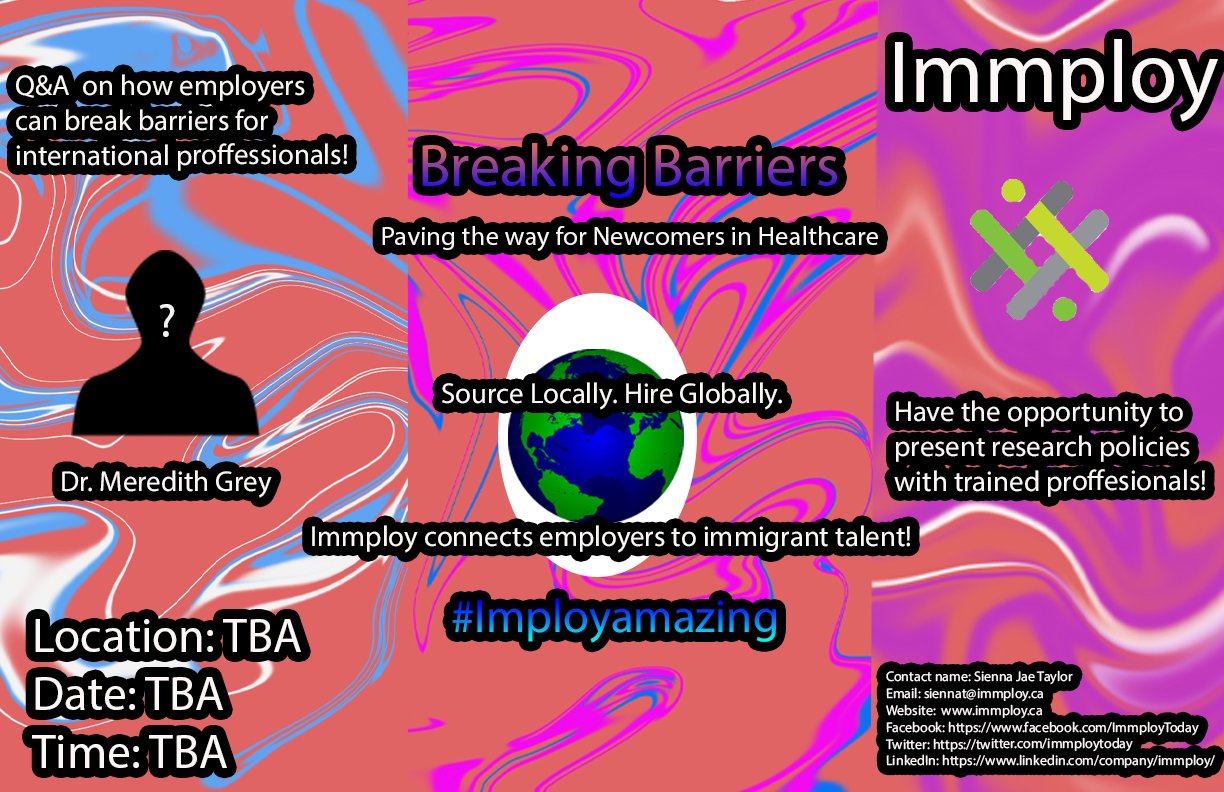 Q&A on how employers
can break barriers for
international proffessionals!
?
Dr. Meredith Grey
Location: TBA
Date: TBA
Time: TBA
Breaking Barriers
Paving the way for Newcomers in Healthcare
Source Locally. Hire Globally.
Immploy connects employers to immigrant talent!
#Imployamazing
Immploy
Have the opportunity to
present research policies
with trained proffesionals!
Contact name: Sienna Jae Taylor
Email: siennat@immploy.ca
Website: www.immploy.ca
Facebook: https://www.facebook.com/ImmployToday
Twitter: https://twitter.com/immploytoday
LinkedIn: https://www.linkedin.com/company/immploy/